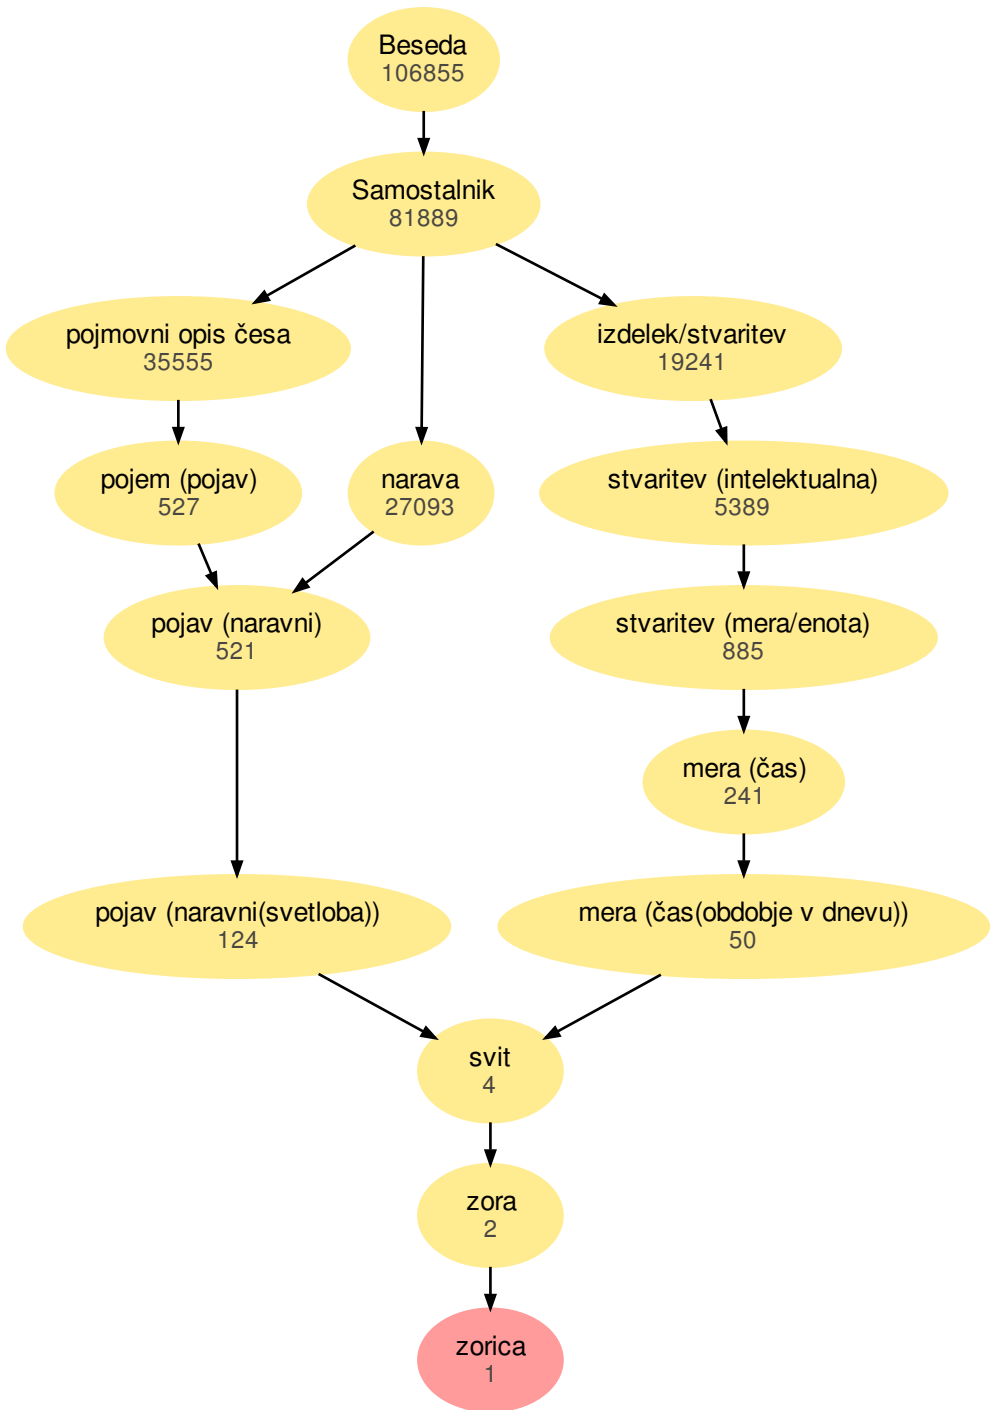 Beseda
106855
Samostalnik
81889
pojmovni opis česa
35555
izdelek/stvaritev
19241
pojem (pojav)
527
narava
27093
stvaritev (intelektualna)
5389
pojav (naravni)
521
stvaritev (mera/enota)
885
mera (čas)
241
pojav (naravni(svetloba))
124
mera (čas(obdobje v dnevu))
50
svit
4
zora
2
zorica
1